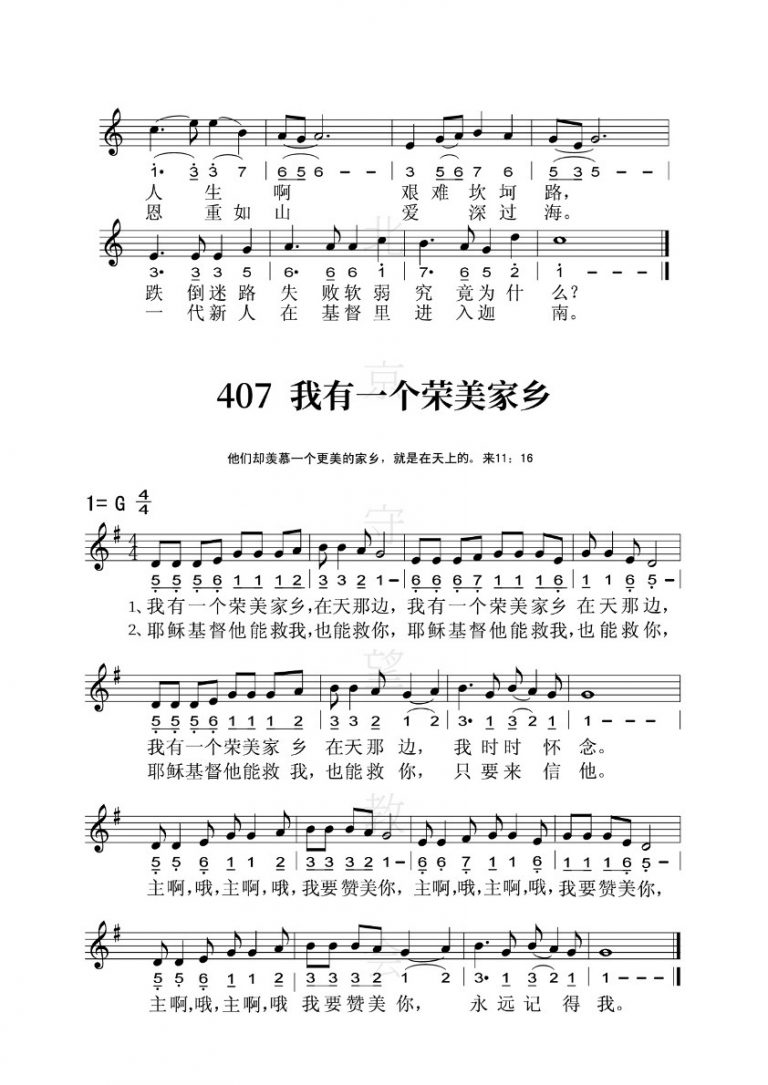 1· 3 3 7 | 6 5 6 - - | 3 5 6 7 6 | 5 3 5 - -
人 生 啊 艰 难 坎 坷 路,
恩 重如 山 爱 深 过 海。
3· 3 3 5 | 6· 6 6 1 | 7· 6 5 2 | 1 - - -
跌 倒迷 路 失 败软 弱 究 竟为 什 么?
一 代新 人 在 基督 里 进 入迦 南。
407 我有一个荣美家乡
他们却羡慕一个更美的家乡,就是在天上的。来11:16
1= G 4/4
5 5 5 6 1 1 1 2 | 3 3 2 1 - | 6 6 6 7 1 1 1 6 | 1 1 6 5 - |
1、我有一个荣美家乡,在天那边, 我有一个荣美家乡 在天那边,
2、耶稣基督他能救我,也能救你, 耶稣基督他能救我,也能救你,
5 5 5 6 1 1 1 2 | 3 3 2 1 2 | 3· 1 3 2 1 | 1 - - - |
我有一个荣美家 乡 在天那 边, 我 时时 怀 念。
耶稣基督他能救 我,也能救 你, 只 要来 信 他。
5 5 6 1 1 2 | 3 3 3 2 1 - | 6 6 7 1 1 6 | 1 1 1 6 5 - |
主啊,哦,主啊,哦,我要赞美你,主啊,哦,主啊,哦,我要赞美你,
5 5 6 1 1 2 | 3 3 3 2 1 2 | 3· 1 3 2 1 | 1 - - - |
主啊,哦,主啊,哦 我要赞美 你, 永 远记 得 我。
北京守望教会